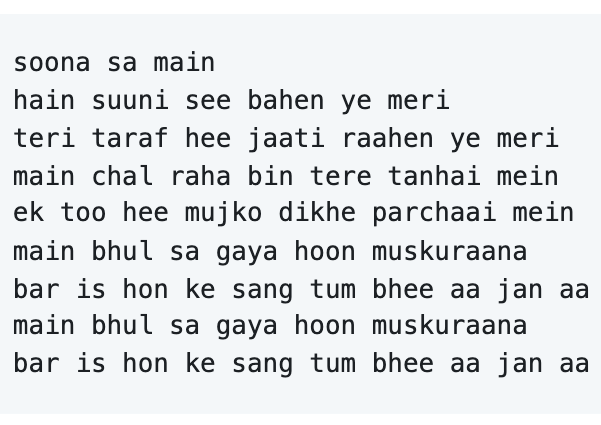 soona sa main
hain suuni see bahen ye meri
teri taraf hee jaati raahen ye meri
main chal raha bin tere tanhai mein
ek too hee mujko dikhe parchaai mein
main bhul sa gaya hoon muskuraana
bar is hon ke sang tum bhee aa jan aa
main bhul sa gaya hoon muskuraana
bar is hon ke sang tum bhee aa jan aa